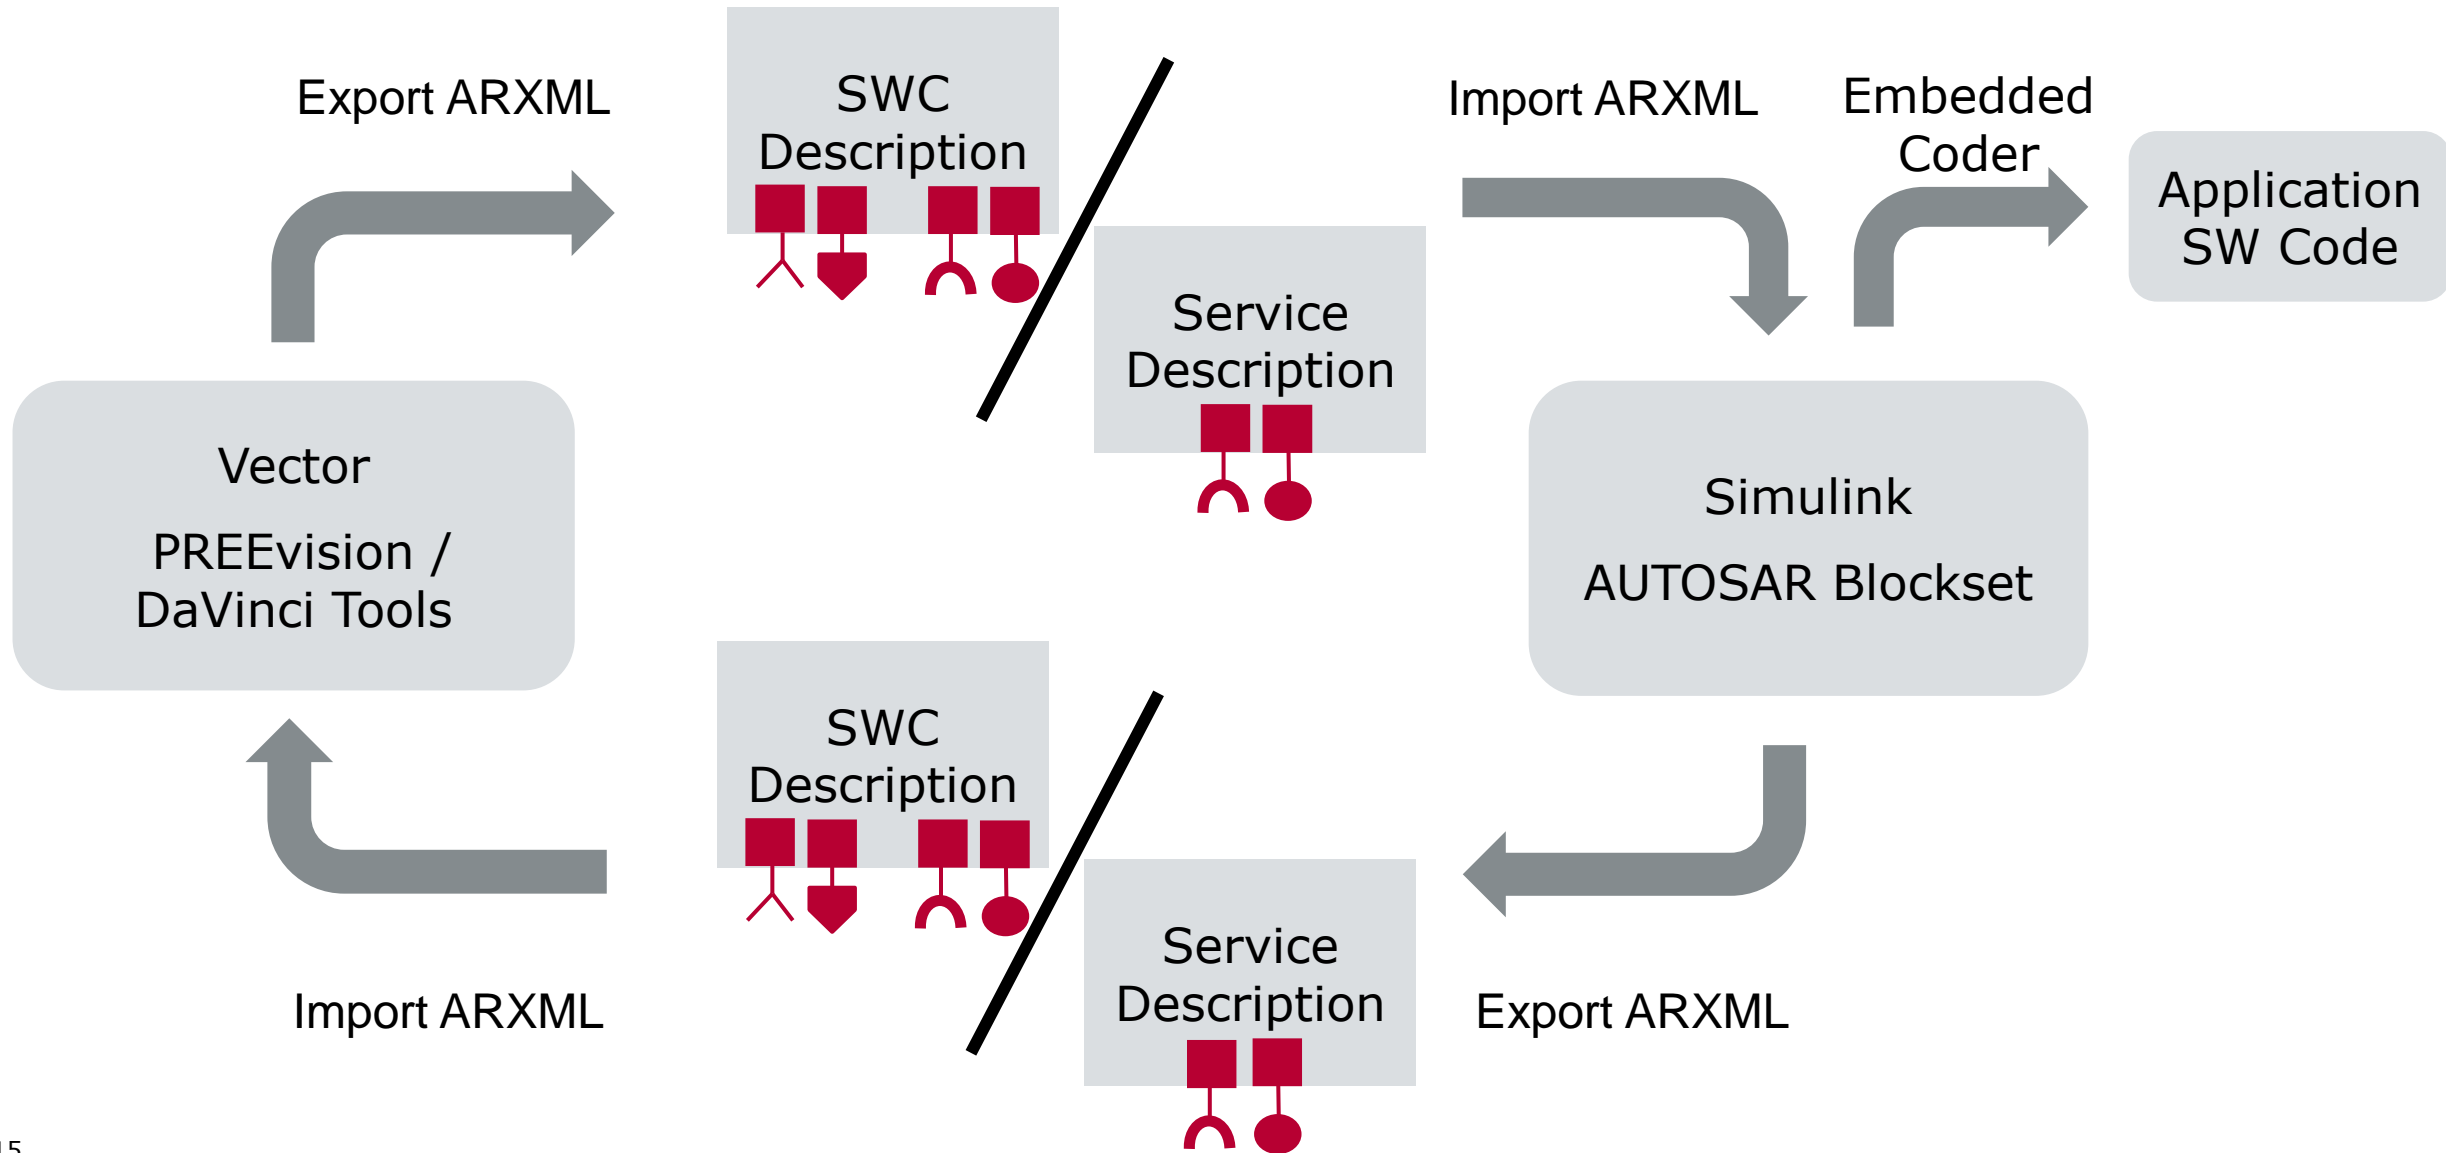 Export ARXML
SWC
Description
Import ARXML
Embedded
Coder
Application
SW Code
Service
Description
Vector
PREEvision /
DaVinci Tools
Simulink
AUTOSAR Blockset
SWC
Description
Service
Description
Import ARXML
Export ARXML
15